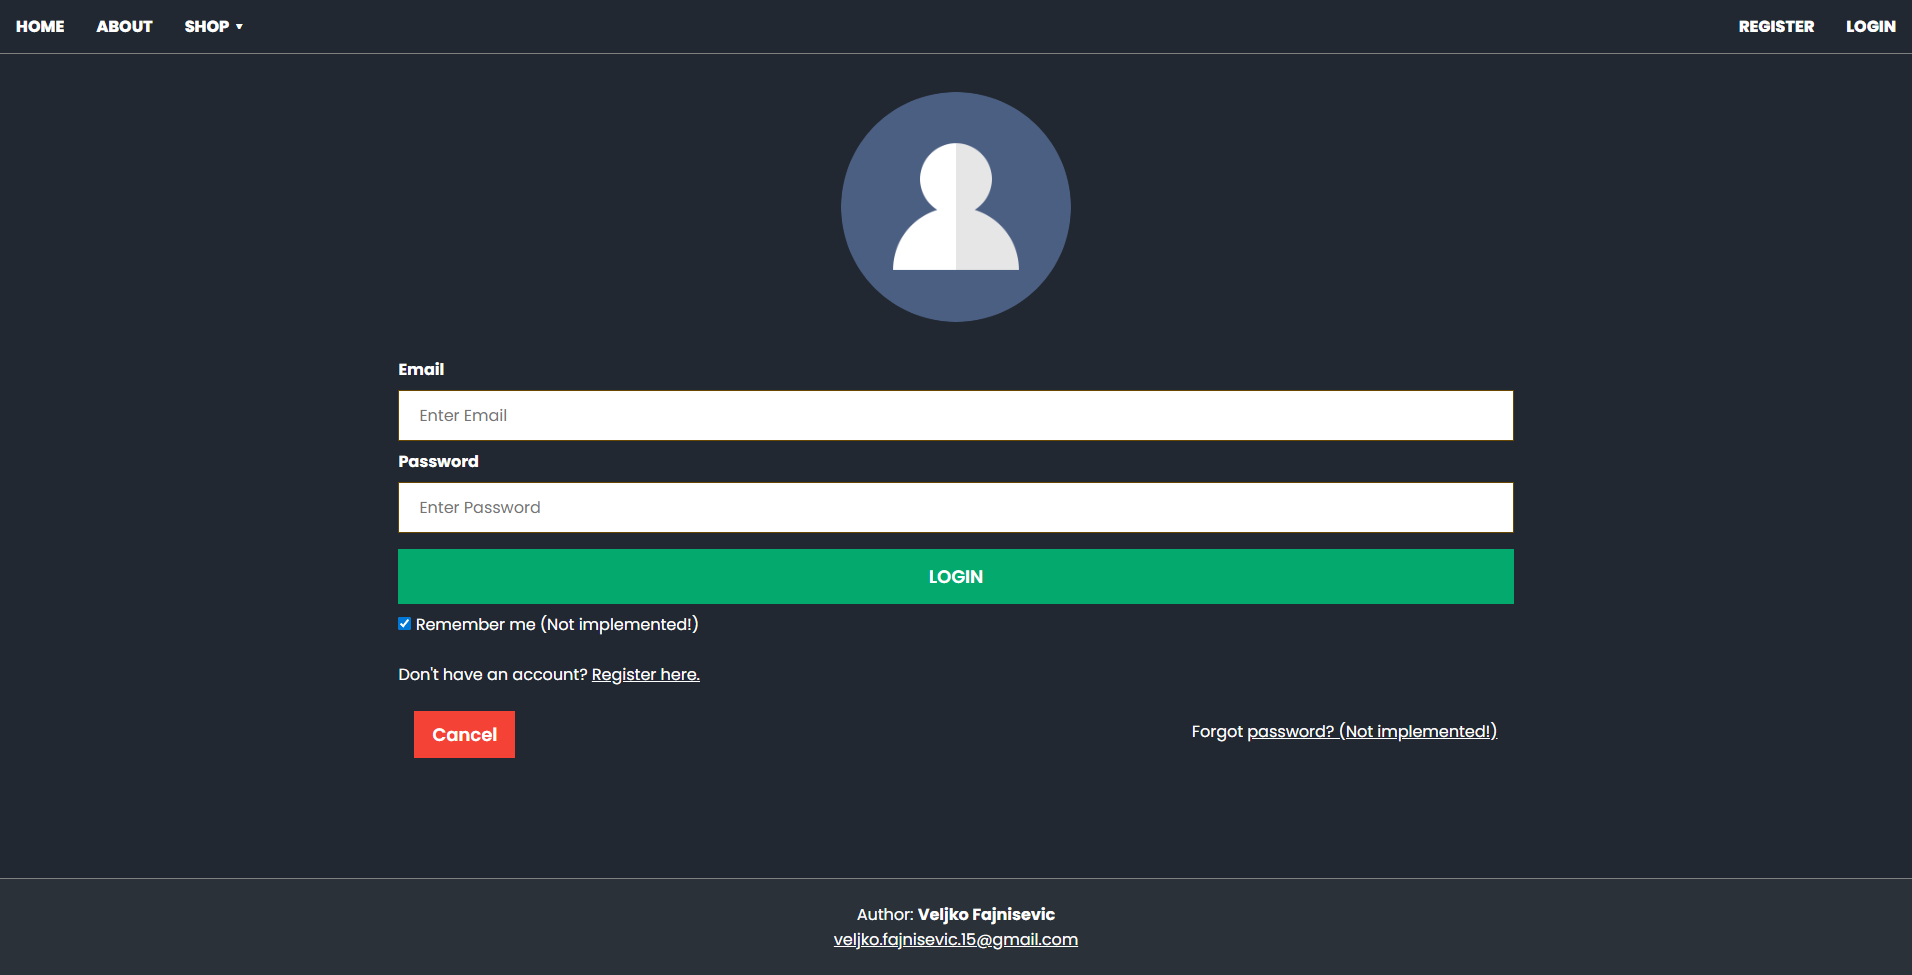 HOME ABOUT SHOP ▼ REGISTER LOGIN
Email
Enter Email
Password
Enter Password
LOGIN
Remember me (Not implemented!)
Don't have an account? Register here.
Cancel Forgot password? (Not implemented!)
Author: Veljko Fajnisevic
veljko.fajnisevic.15@gmail.com